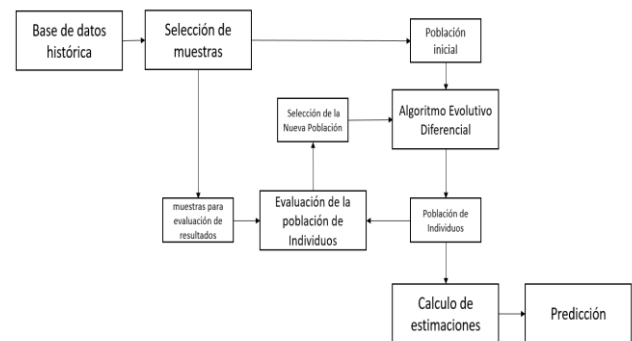 Base de datos
histórica
Selección de
muestras
Población
inicial
Selección de la
Nueva Población
Algoritmo Evolutivo
Diferencial
muestras para
evaluación de
resultados
Evaluación de la
población de
Individuos
Población de
Individuos
Calculo de
estimaciones
Predicción